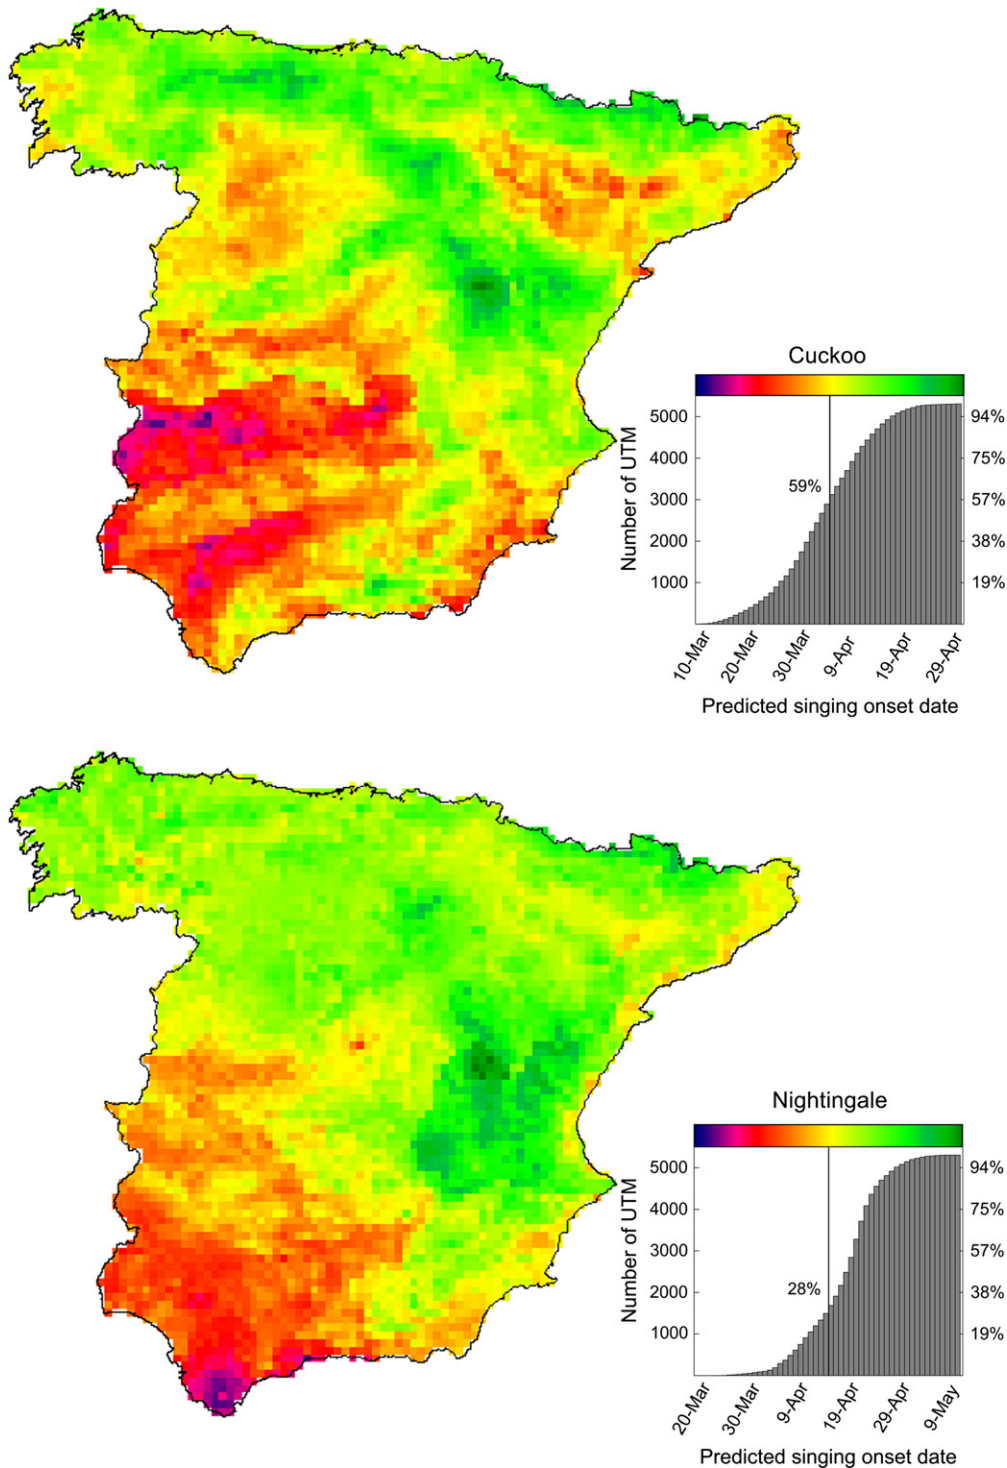 Cuckoo
Number of UTM
5000
4000
3000
2000
1000
59%
94%
75%
57%
38%
19%
10-Mar
20-Mar
30-Mar
9-Apr
19-Apr
29-Apr
Predicted singing onset date
Nightingale
Number of UTM
5000
4000
3000
2000
1000
28%
94%
75%
57%
38%
19%
20-Mar
30-Mar
9-Apr
19-Apr
29-Apr
9-May
Predicted singing onset date